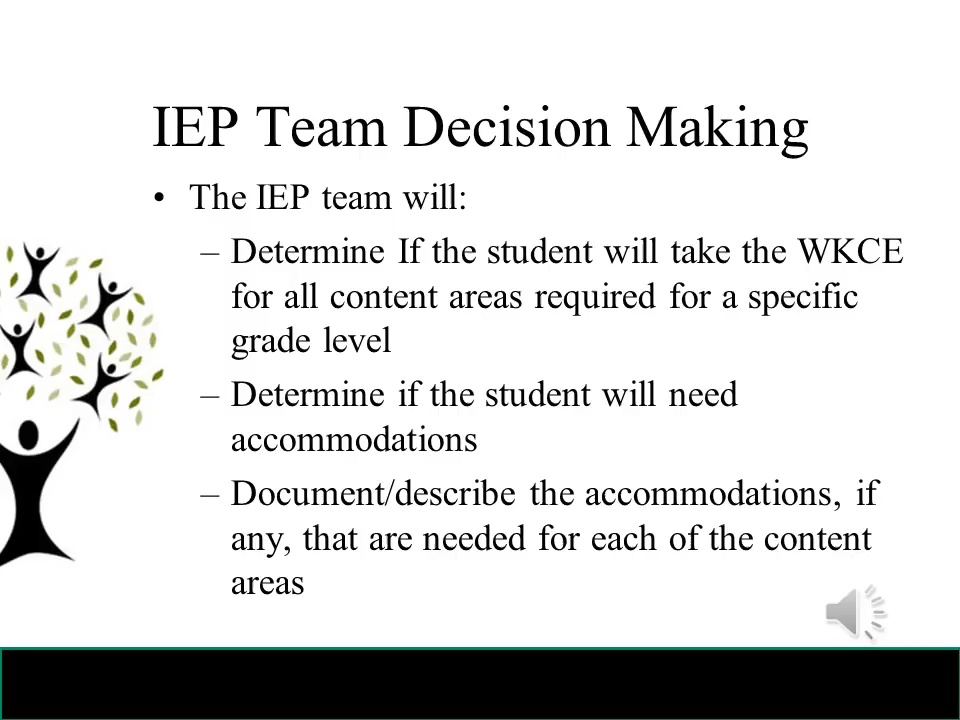 IEP Team Decision Making
• The IEP team will:
– Determine If the student will take the WKCE
for all content areas required for a specific
grade level
– Determine if the student will need
accommodations
– Document/describe the accommodations, if
any, that are needed for each of the content
areas